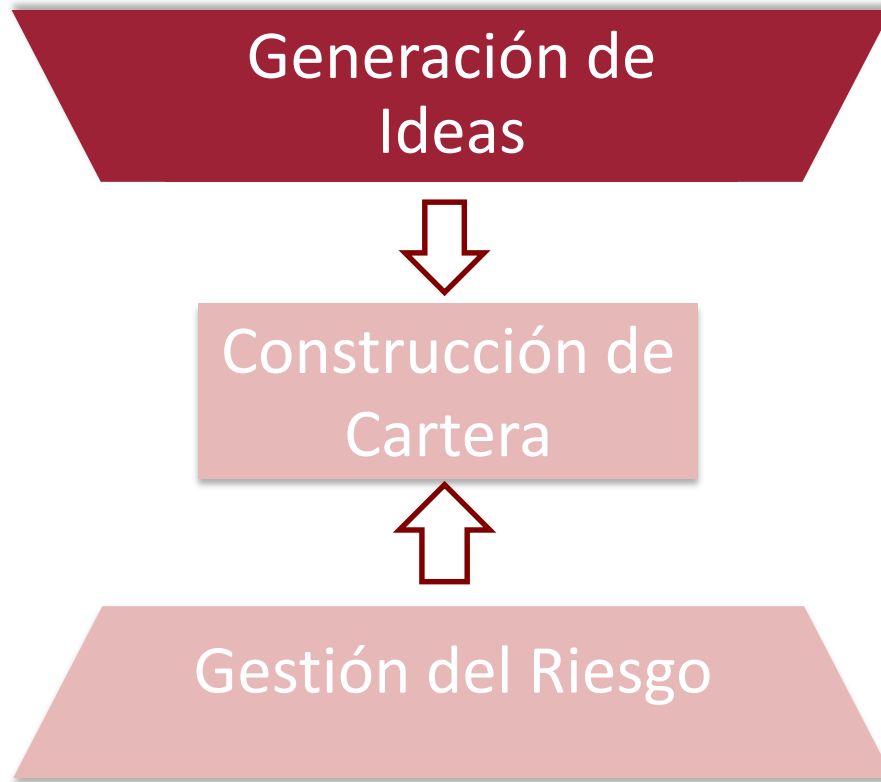 Generación de
Ideas
Construcción de
Cartera
Gestión del Riesgo